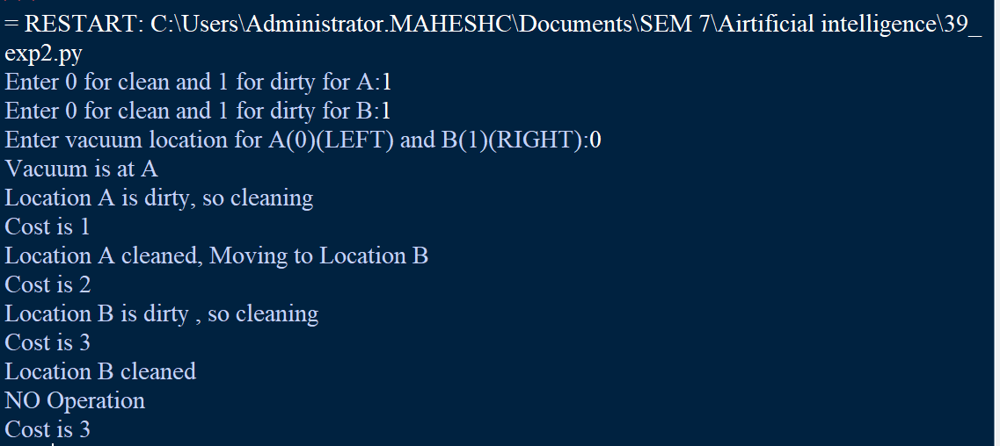 = RESTART: C:\Users\Administrator.MAHESHC\Documents\SEM 7\Airtificial intelligence\39_
exp2.py
Enter 0 for clean and 1 for dirty for A:1
Enter 0 for clean and 1 for dirty for B:1
Enter vacuum location for A(0)(LEFT) and B(1)(RIGHT):0
Vacuum is at A
Location A is dirty, so cleaning
Cost is 1
Location A cleaned, Moving to Location B
Cost is 2
Location B is dirty , so cleaning
Cost is 3
Location B cleaned
NO Operation
Cost is 3